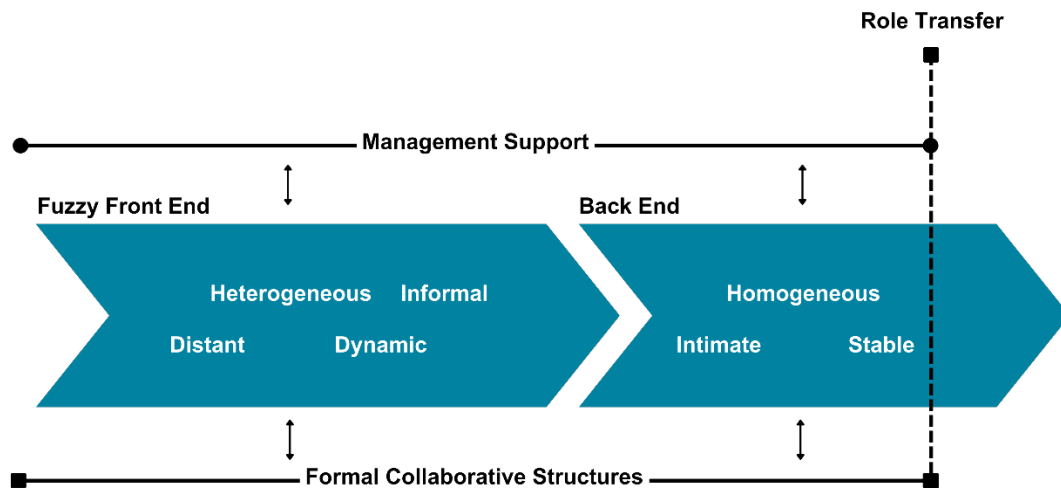 Role Transfer
Management Support
Fuzzy Front End
Back End
Heterogeneous Informal
Homogeneous
Distant Dynamic
Intimate Stable
Formal Collaborative Structures